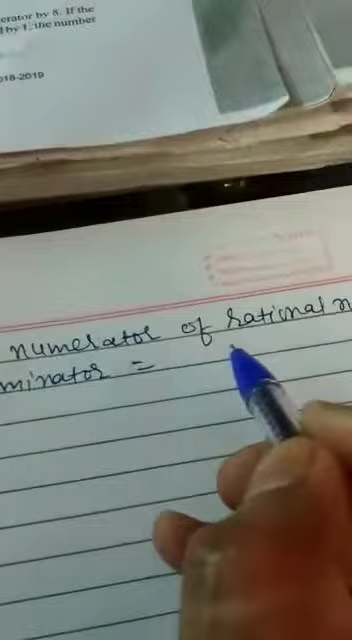 erator by 8. If the
d by 1, the number
018-2019
numerator of rational n
minator =